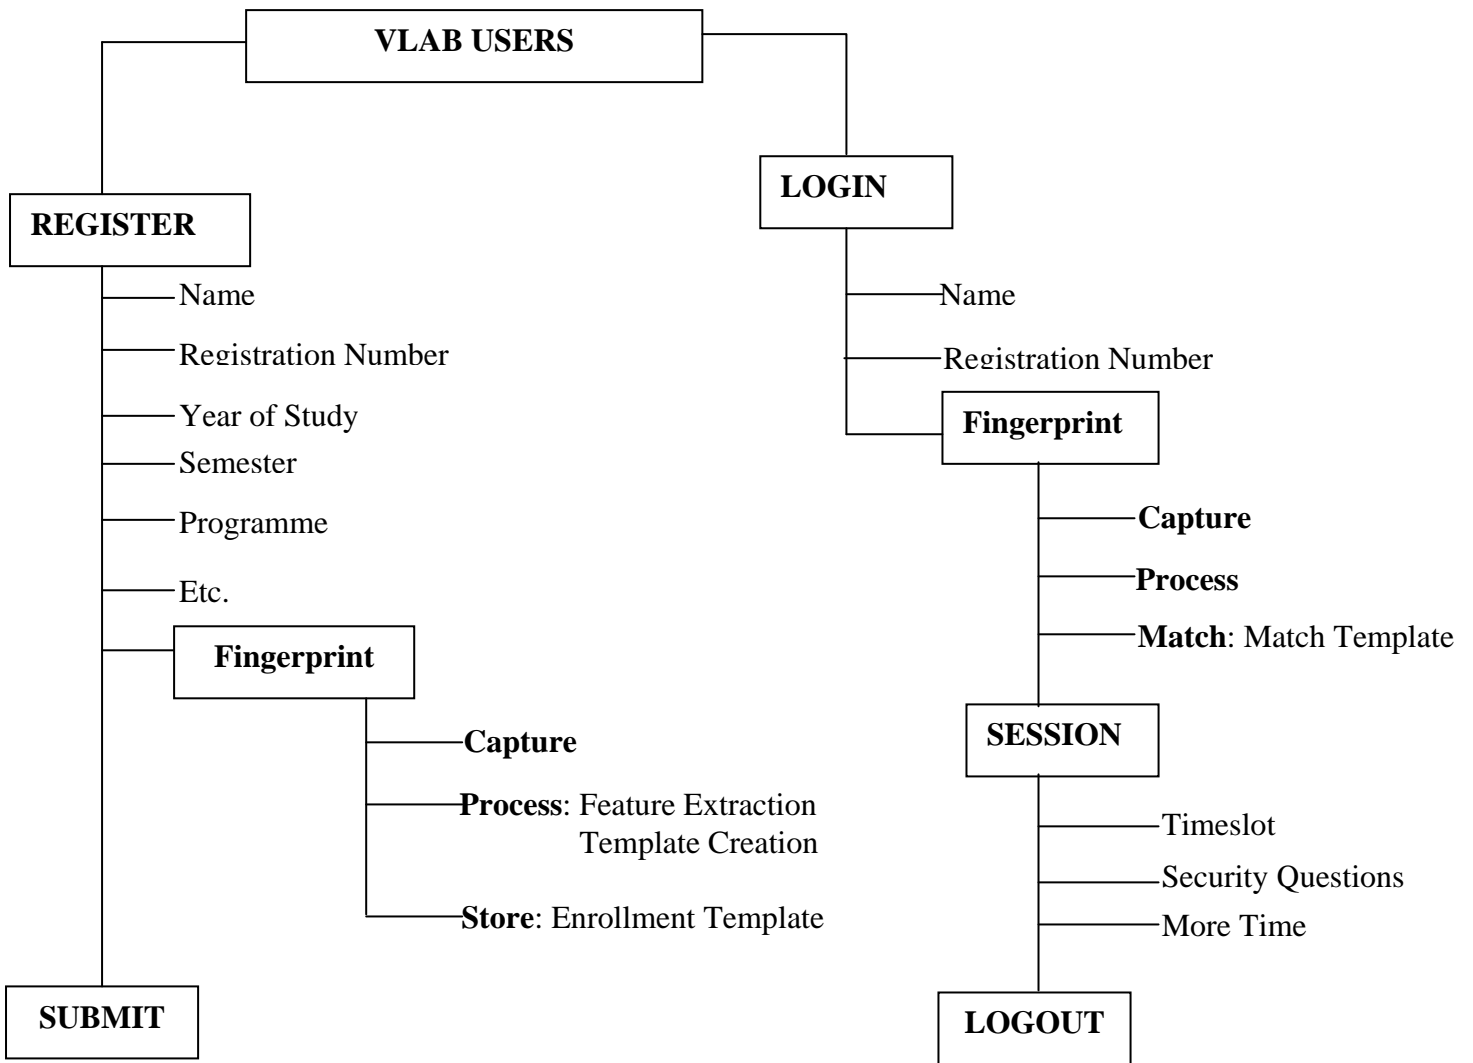 VLAB USERS
REGISTER
Name
Registration Number
Year of Study
Semester
Programme
Etc.
Fingerprint
Capture
Process: Feature Extraction
Template Creation
Store: Enrollment Template
SUBMIT
LOGIN
Name
Registration Number
Fingerprint
Capture
Process
Match: Match Template
SESSION
Timeslot
Security Questions
More Time
LOGOUT